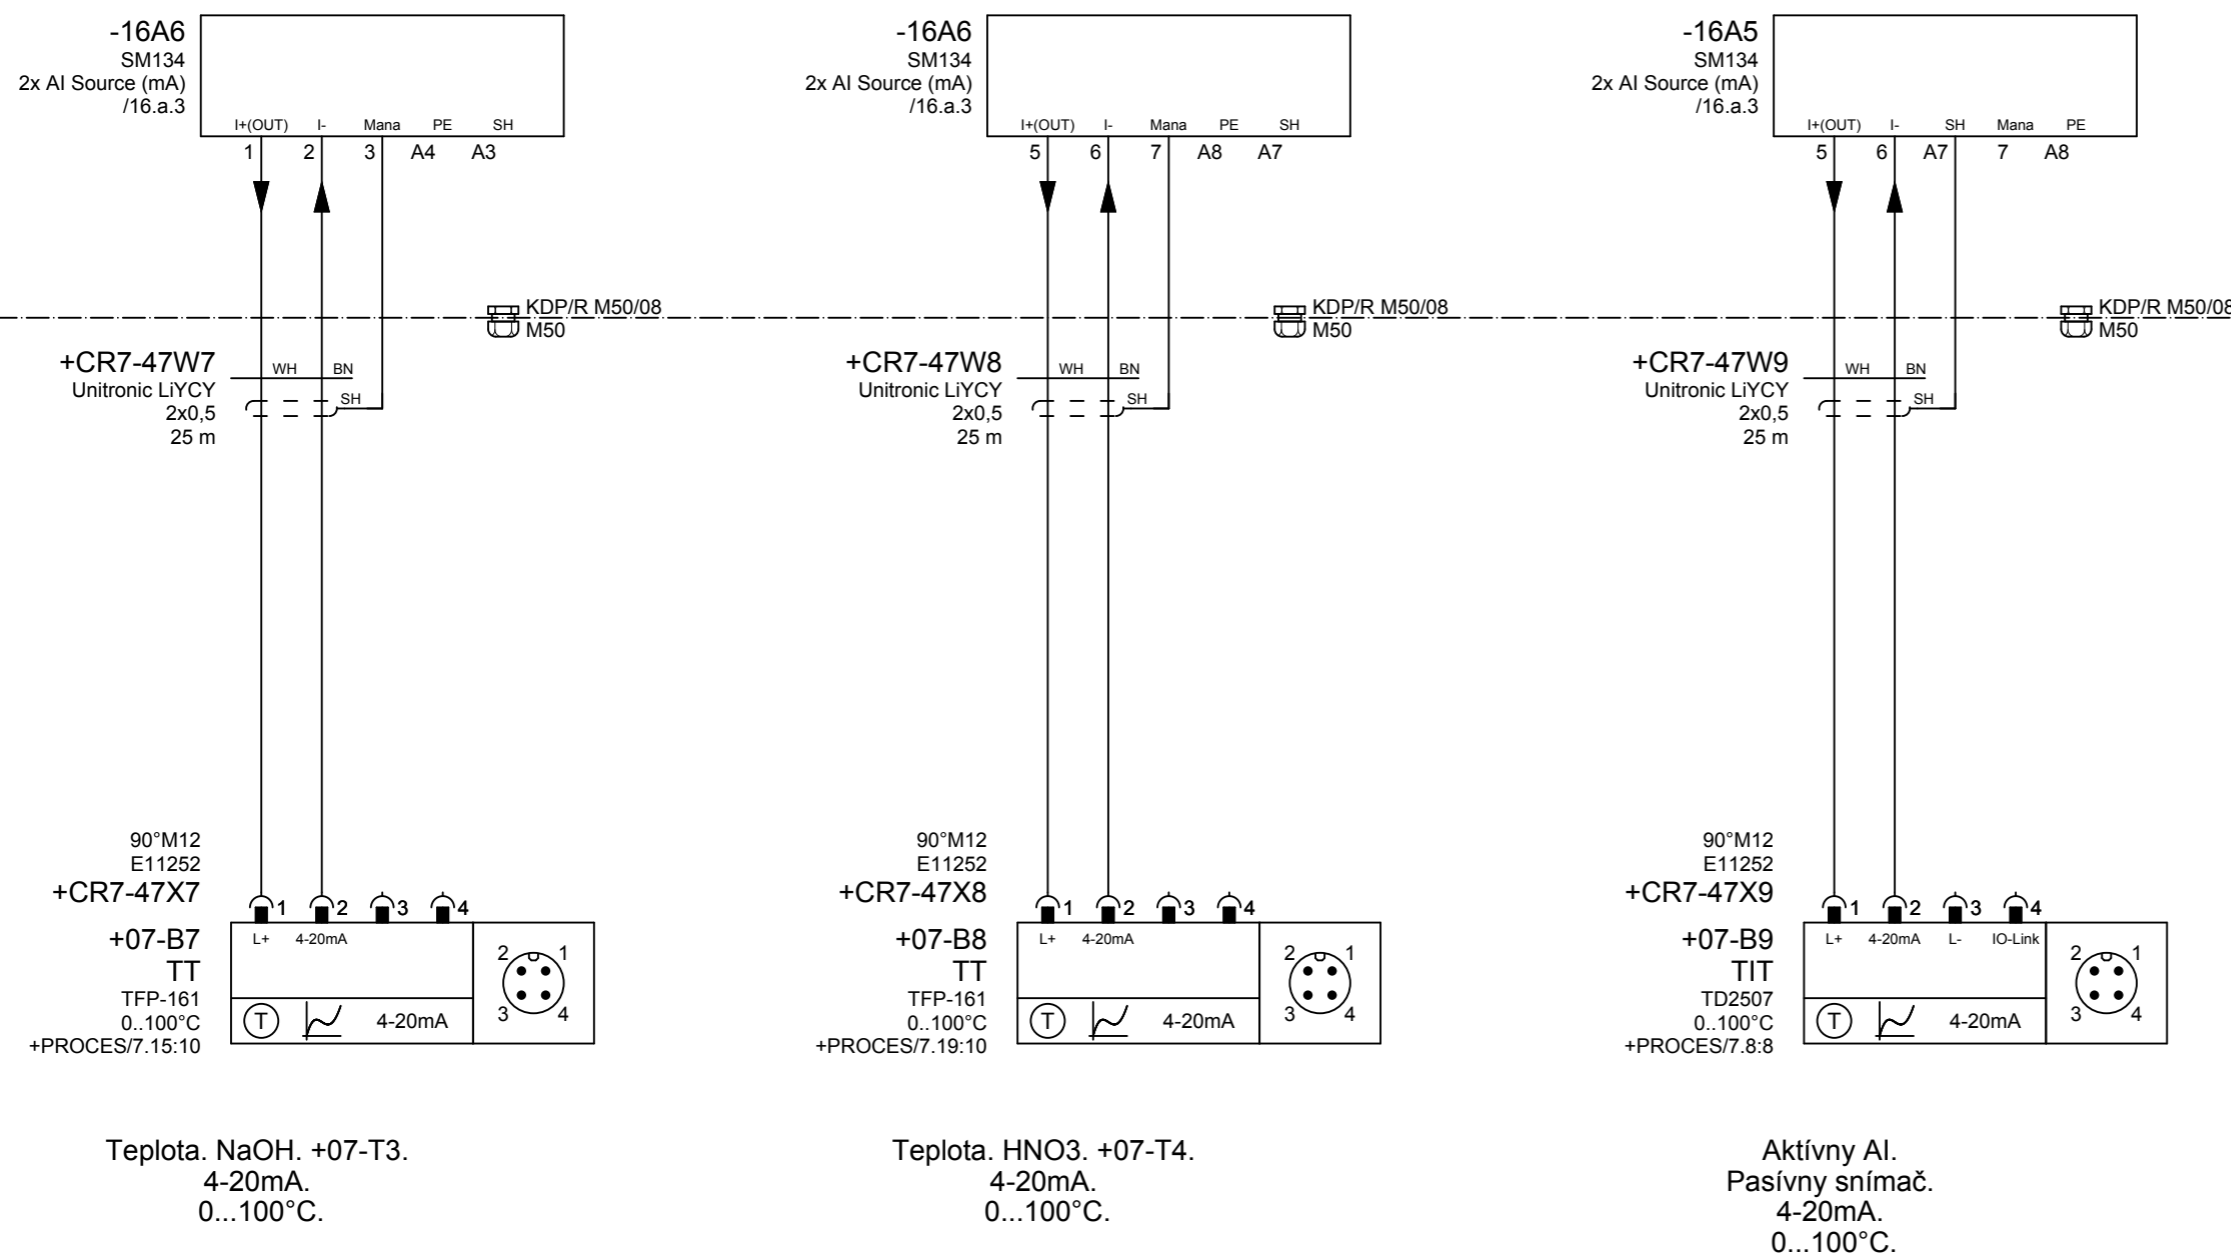 -16A6
SM134
2x AI Source (mA)
/16.a.3
I+(OUT) I- Mana PE SH
1 2 3 A4 A3
KDP/R M50/08
M50
+CR7-47W7
Unitronic LiYCY
2x0,5
25 m
WH BN
SH
90°M12
E11252
+CR7-47X7
1 2 3 4
+07-B7
TT
TFP-161
0..100°C
+PROCES/7.15:10
L+ 4-20mA
T 4-20mA
2 1
3 4
Teplota. NaOH. +07-T3.
4-20mA.
0...100°C.
-16A6
SM134
2x AI Source (mA)
/16.a.3
I+(OUT) I- Mana PE SH
5 6 7 A8 A7
KDP/R M50/08
M50
+CR7-47W8
Unitronic LiYCY
2x0,5
25 m
WH BN
SH
90°M12
E11252
+CR7-47X8
1 2 3 4
+07-B8
TT
TFP-161
0..100°C
+PROCES/7.19:10
L+ 4-20mA
T 4-20mA
2 1
3 4
Teplota. HNO3. +07-T4.
4-20mA.
0...100°C.
-16A5
SM134
2x AI Source (mA)
/16.a.3
I+(OUT) I- SH Mana PE
5 6 A7 7 A8
KDP/R M50/08
M50
+CR7-47W9
Unitronic LiYCY
2x0,5
25 m
WH BN
SH
90°M12
E11252
+CR7-47X9
1 2 3 4
+07-B9
TIT
TD2507
0..100°C
+PROCES/7.8:8
L+ 4-20mA L- IO-Link
T 4-20mA
2 1
3 4
Aktívny AI.
Pasívny snímač.
4-20mA.
0...100°C.